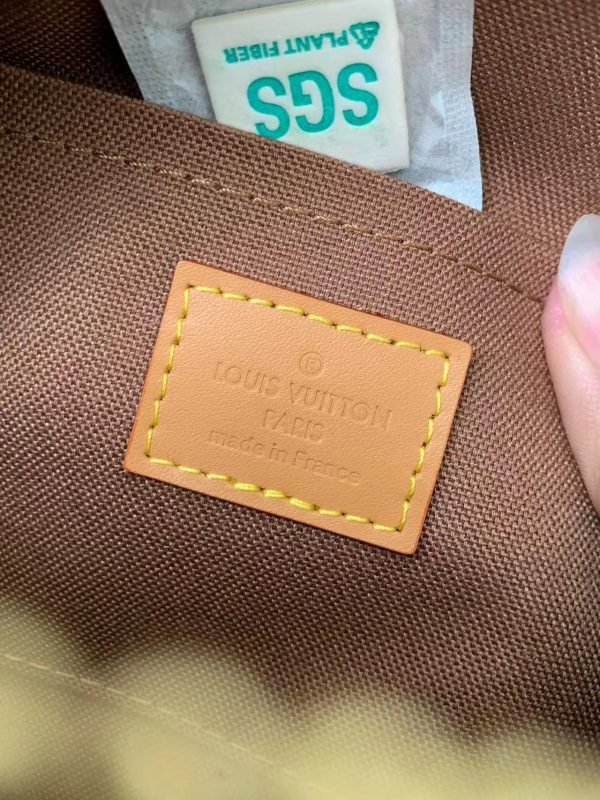 SGS
PLANT FIBER
®
LOUIS VUITTON
PARIS
made in France